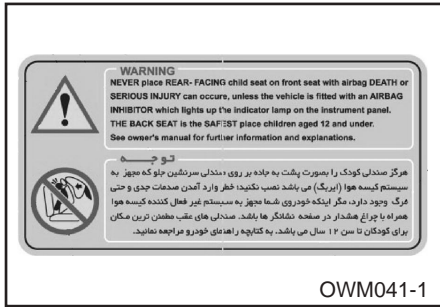 WARNING
NEVER place REAR- FACING child seat on front seat with airbag DEATH or
SERIOUS INJURY can occure, unless the vehicle is fitted with an AIRBAG
INHIBITOR which lights up the indicator lamp on the instrument panel.
THE BACK SEAT is the SAFEST place children aged 12 and under.
See owner's manual for further information and explanations.
توجـــه
هرگز صندلی کودک را بصورت پشت به جاده بر روی صندلی سرنشین جلو که مجهز به
سیستم کیسه هوا (ایربگ) می باشد نصب نکنید؛ خطر وارد آمدن صدمات جدی و حتی
مرگ وجود دارد، مگر اینکه خودروی شما مجهز به سیستم غیر فعال کننده کیسه هوا
همراه با چراغ هشدار در صفحه نشانگر ها باشد. صندلی های عقب مطمئن ترین مکان
برای کودکان تا سن ۱۲ سال می باشد. به کتابچه راهنمای خودرو مراجعه نمائید.
OWM041-1